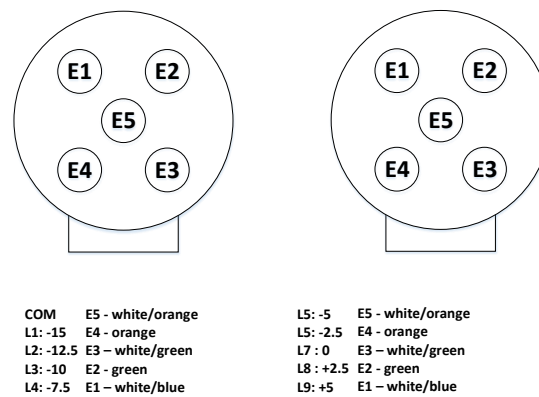 E1 E2
E5
E4 E3
E1 E2
E5
E4 E3
COM E5 - white/orange
L1: -15 E4 - orange
L2: -12.5 E3 – white/green
L3: -10 E2 - green
L4: -7.5 E1 – white/blue
L5: -5 E5 - white/orange
L5: -2.5 E4 - orange
L7 : 0 E3 – white/green
L8 : +2.5 E2 - green
L9: +5 E1 – white/blue